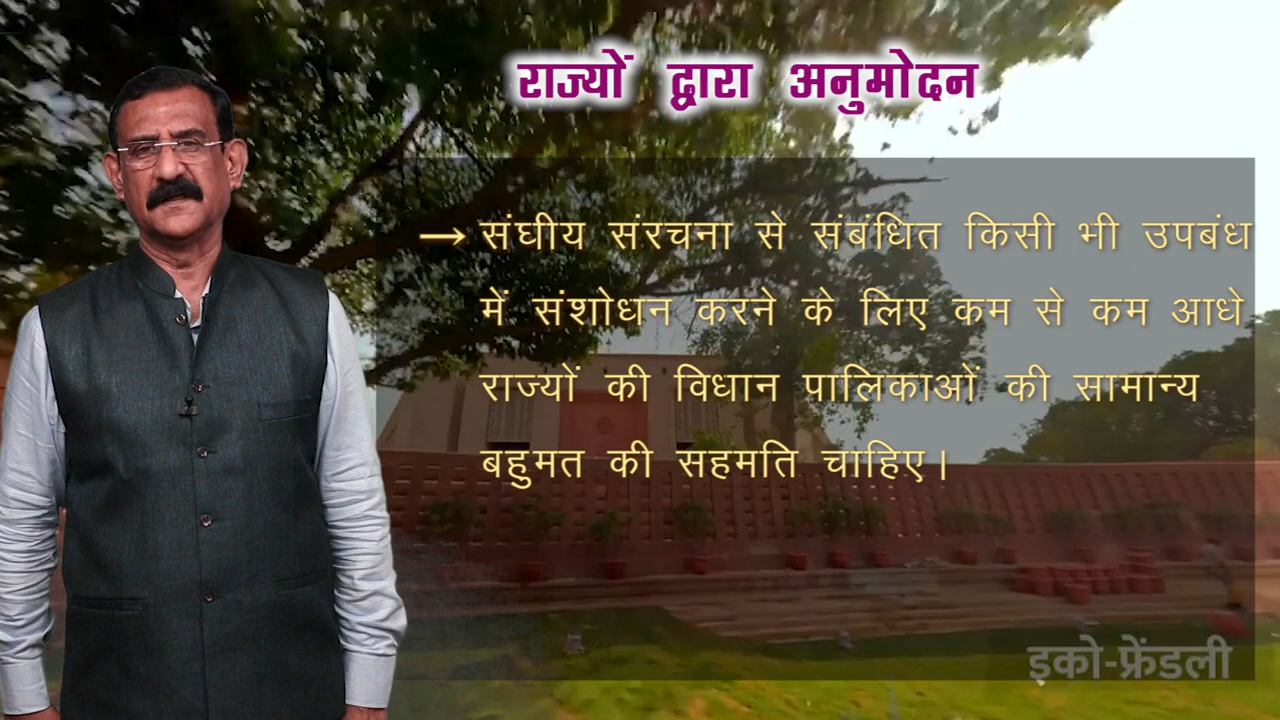 राज्यों द्वारा अनुमोदन
→ संघीय संरचना से संबंधित किसी भी उपबंध
में संशोधन करने के लिए कम से कम आधे
राज्यों की विधान पालिकाओं की सामान्य
बहुमत की सहमति चाहिए।
इको-फ्रेंडली